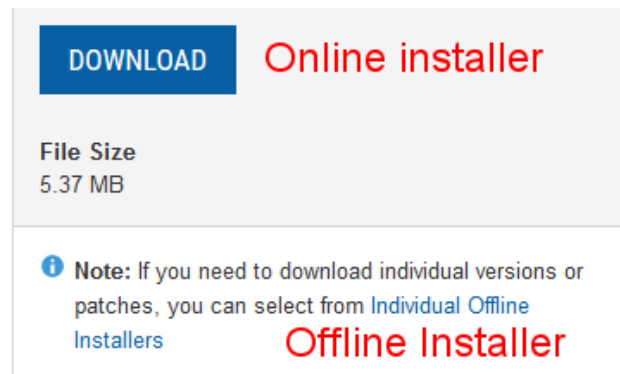 DOWNLOAD Online installer
File Size
5.37 MB
Note: If you need to download individual versions or
patches, you can select from Individual Offline
Installers Offline Installer